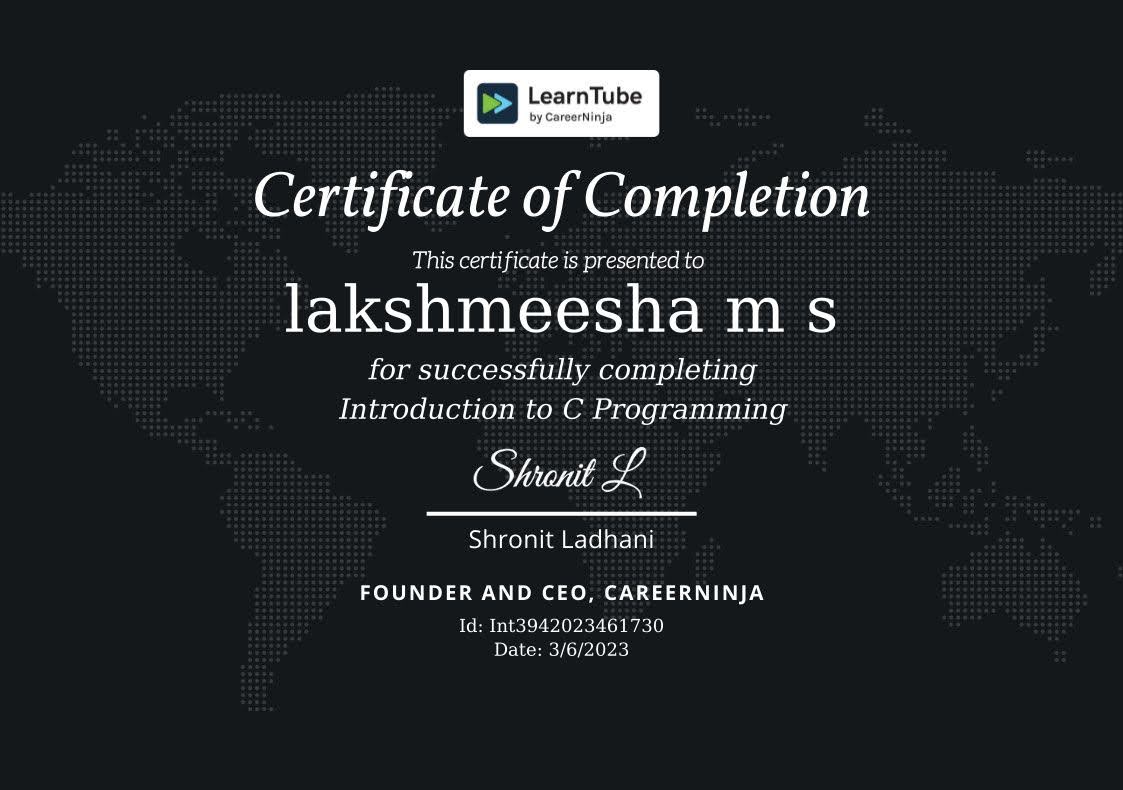 LearnTube
by CareerNinja
Certificate of Completion
This certificate is presented to
lakshmeesha m s
for successfully completing
Introduction to C Programming
Shronit L
Shronit Ladhani
FOUNDER AND CEO, CAREERNINJA
Id: Int3942023461730
Date: 3/6/2023